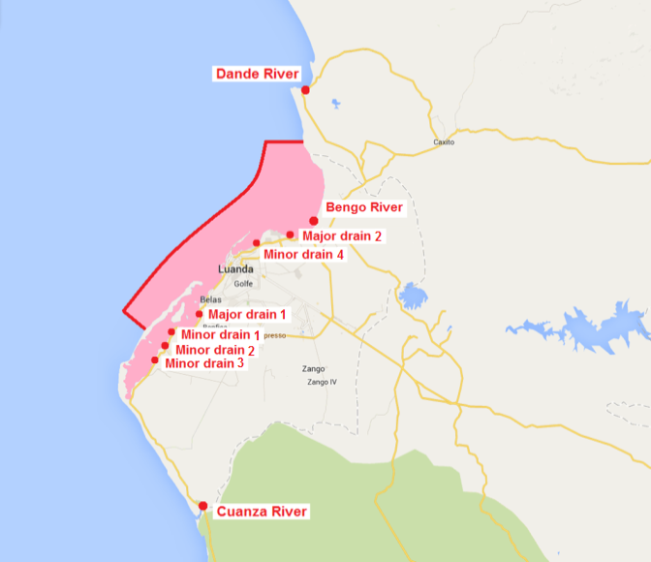 Dande River
Caxito
Bengo River
Major drain 2
Minor drain 4
Luanda
Golfe
Belas
Major drain 1
Minor drain 1
presto
Minor drain 2
Minor drain 3
Zango
Zango IV
Cuanza River